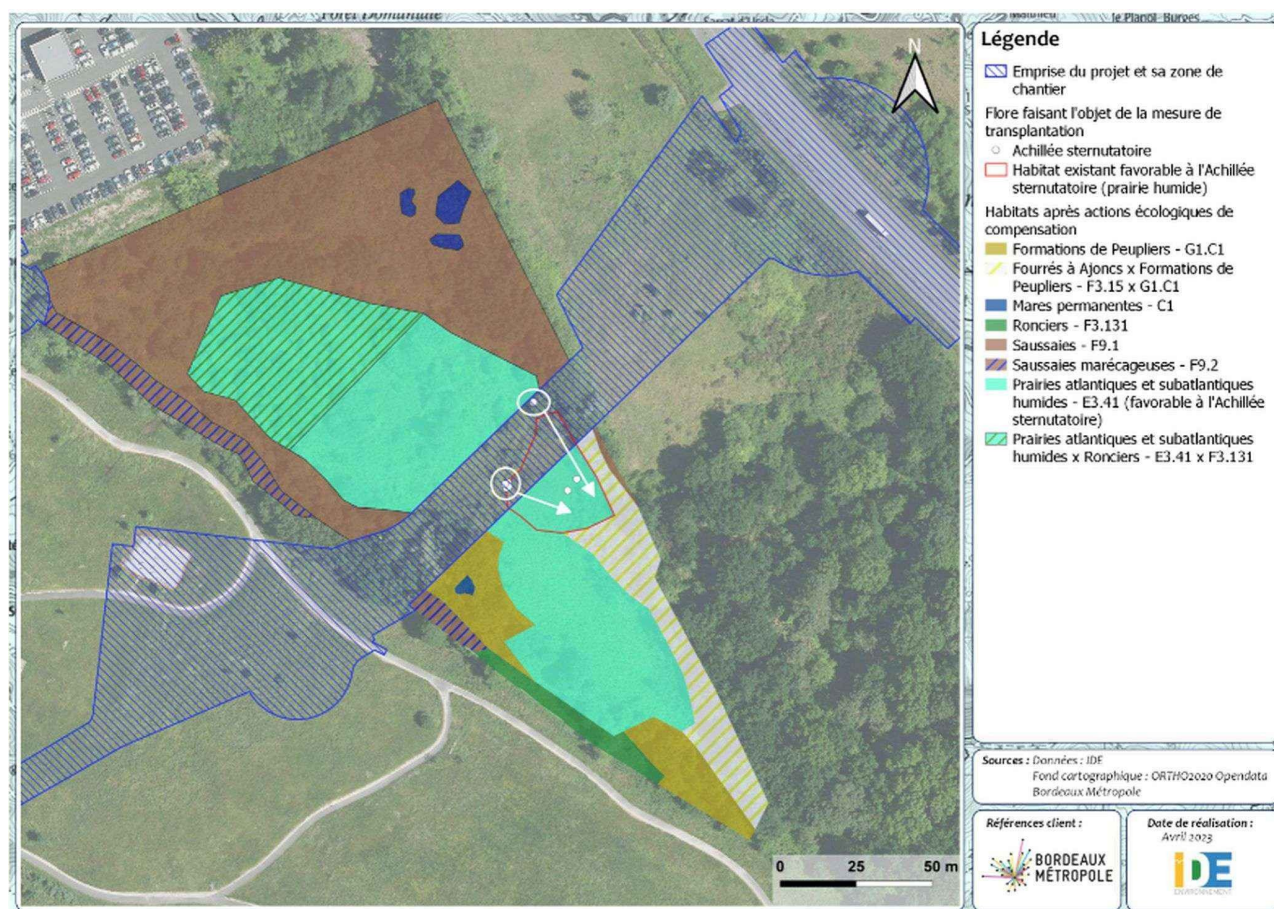 Forêt Domaniale
le Planol Burges
N
0 25 50 m
Légende
Emprise du projet et sa zone de
chantier
Flore faisant l'objet de la mesure de
transplantation
Achillée sternutatoire
Habitat existant favorable à l'Achillée
sternutatoire (prairie humide)
Habitats après actions écologiques de
compensation
Formations de Peupliers - G1.C1
Fourrés à Ajoncs x Formations de
Peupliers - F3.15 x G1.C1
Mares permanentes - C1
Ronciers - F3.131
Saussaies - F9.1
Saussaies marécageuses - F9.2
Prairies atlantiques et subatlantiques
humides - E3.41 (favorable à l'Achillée
sternutatoire)
Prairies atlantiques et subatlantiques
humides x Ronciers - E3.41 x F3.131
Sources : Données : IDE
Fond cartographique : ORTHO2020 Opendata
Bordeaux Métropole
Références client :
BORDEAUX
MÉTROPOLE
Date de réalisation :
Avril 2023
IDE
ENVIRONNEMENT